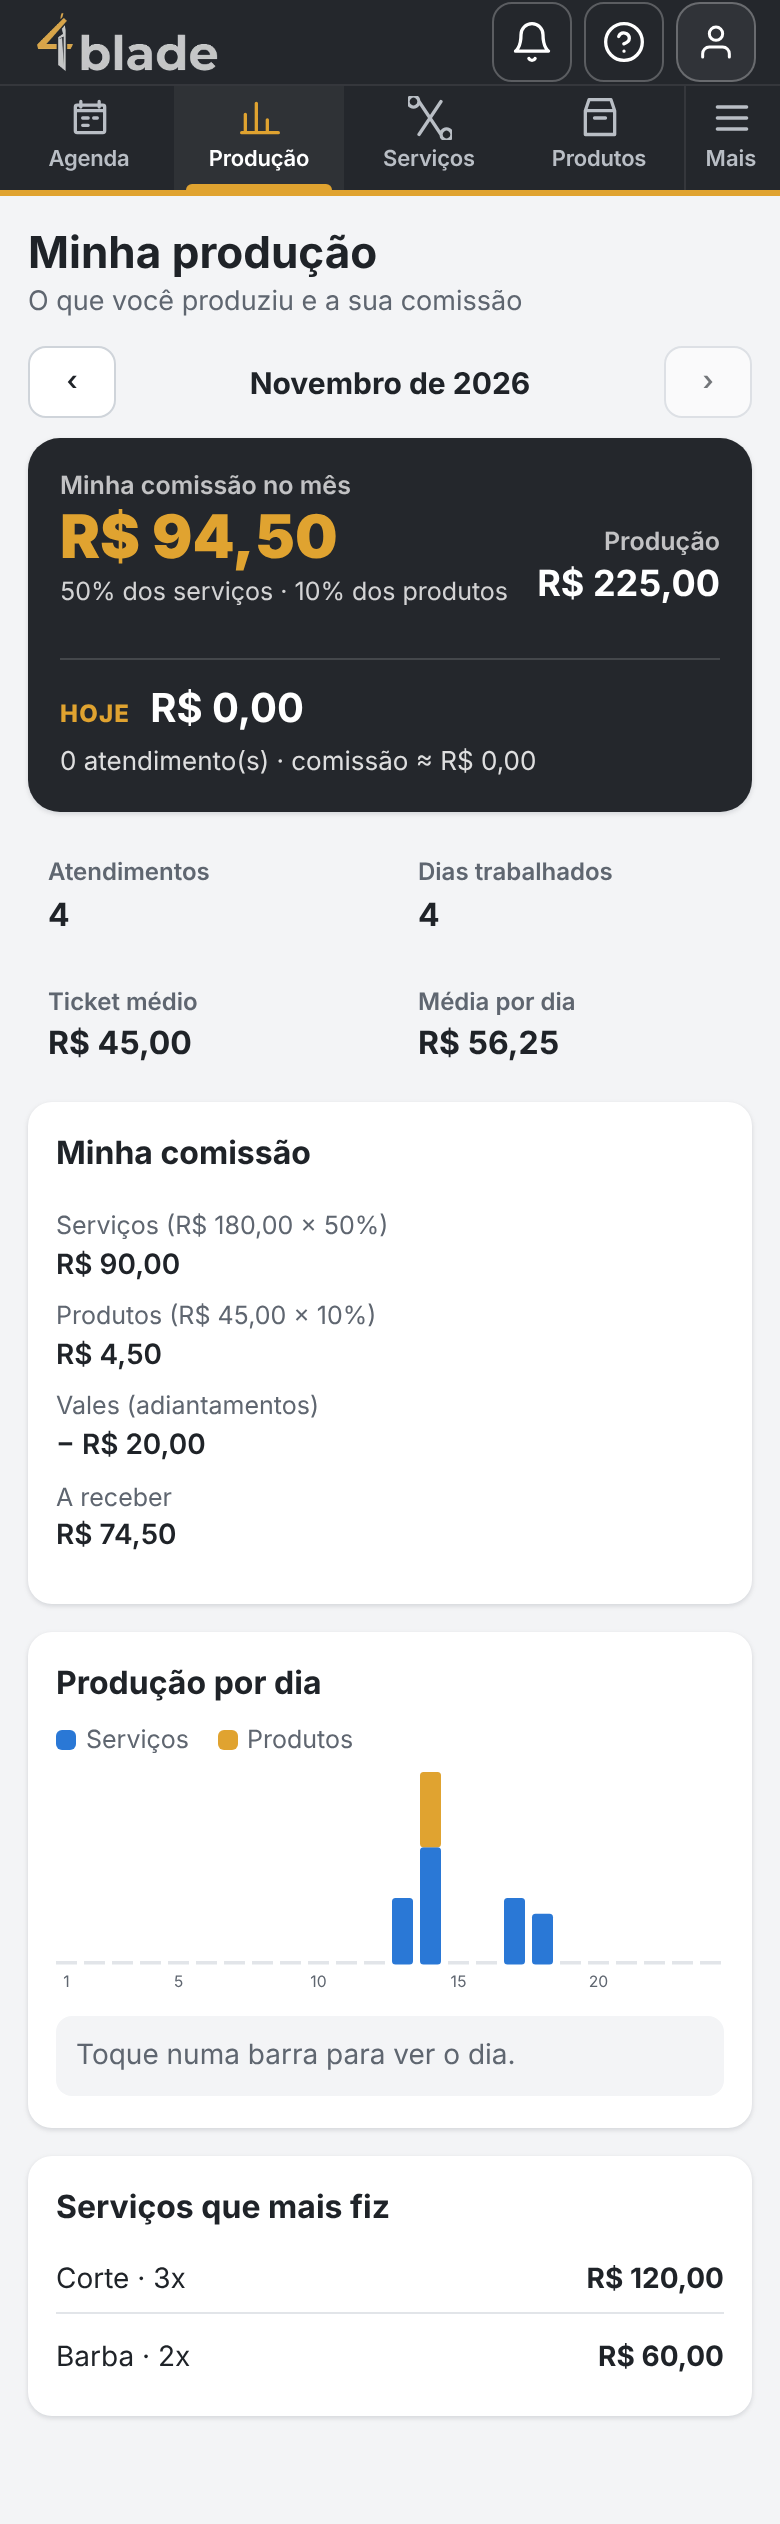 4blade
Agenda
Produção
Serviços
Produtos
Mais
Minha produção
O que você produziu e a sua comissão
‹ Novembro de 2026 ›
Minha comissão no mês
R$ 94,50
50% dos serviços · 10% dos produtos
Produção
R$ 225,00
HOJE R$ 0,00
0 atendimento(s) · comissão ≈ R$ 0,00
Atendimentos
4
Dias trabalhados
4
Ticket médio
R$ 45,00
Média por dia
R$ 56,25
Minha comissão
Serviços (R$ 180,00 × 50%)
R$ 90,00
Produtos (R$ 45,00 × 10%)
R$ 4,50
Vales (adiantamentos)
− R$ 20,00
A receber
R$ 74,50
Produção por dia
Serviços Produtos
1 5 10 15 20
Toque numa barra para ver o dia.
Serviços que mais fiz
Corte · 3x R$ 120,00
Barba · 2x R$ 60,00